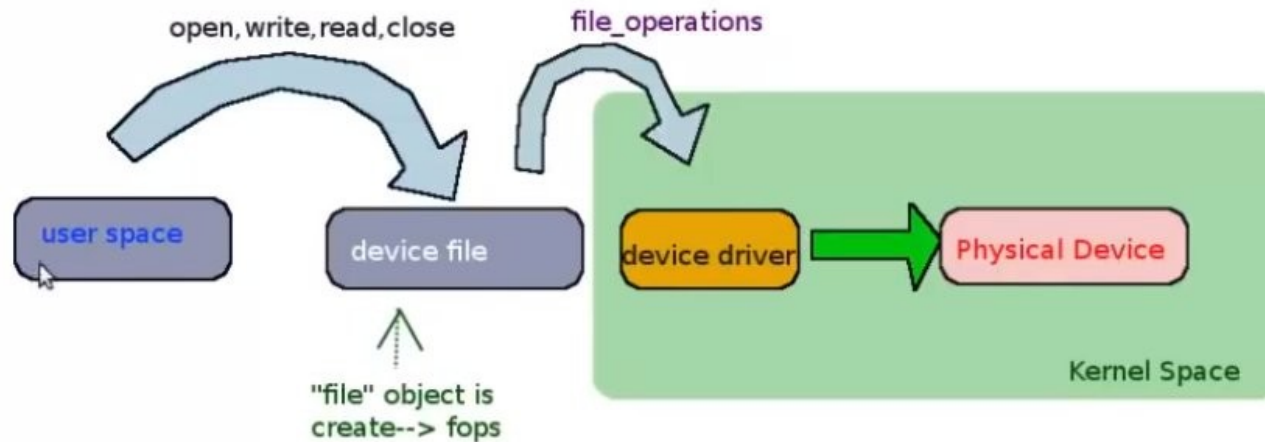 open,write,read,close
file_operations
user space
device file
device driver
Physical Device
Kernel Space
"file" object is
create--> fops